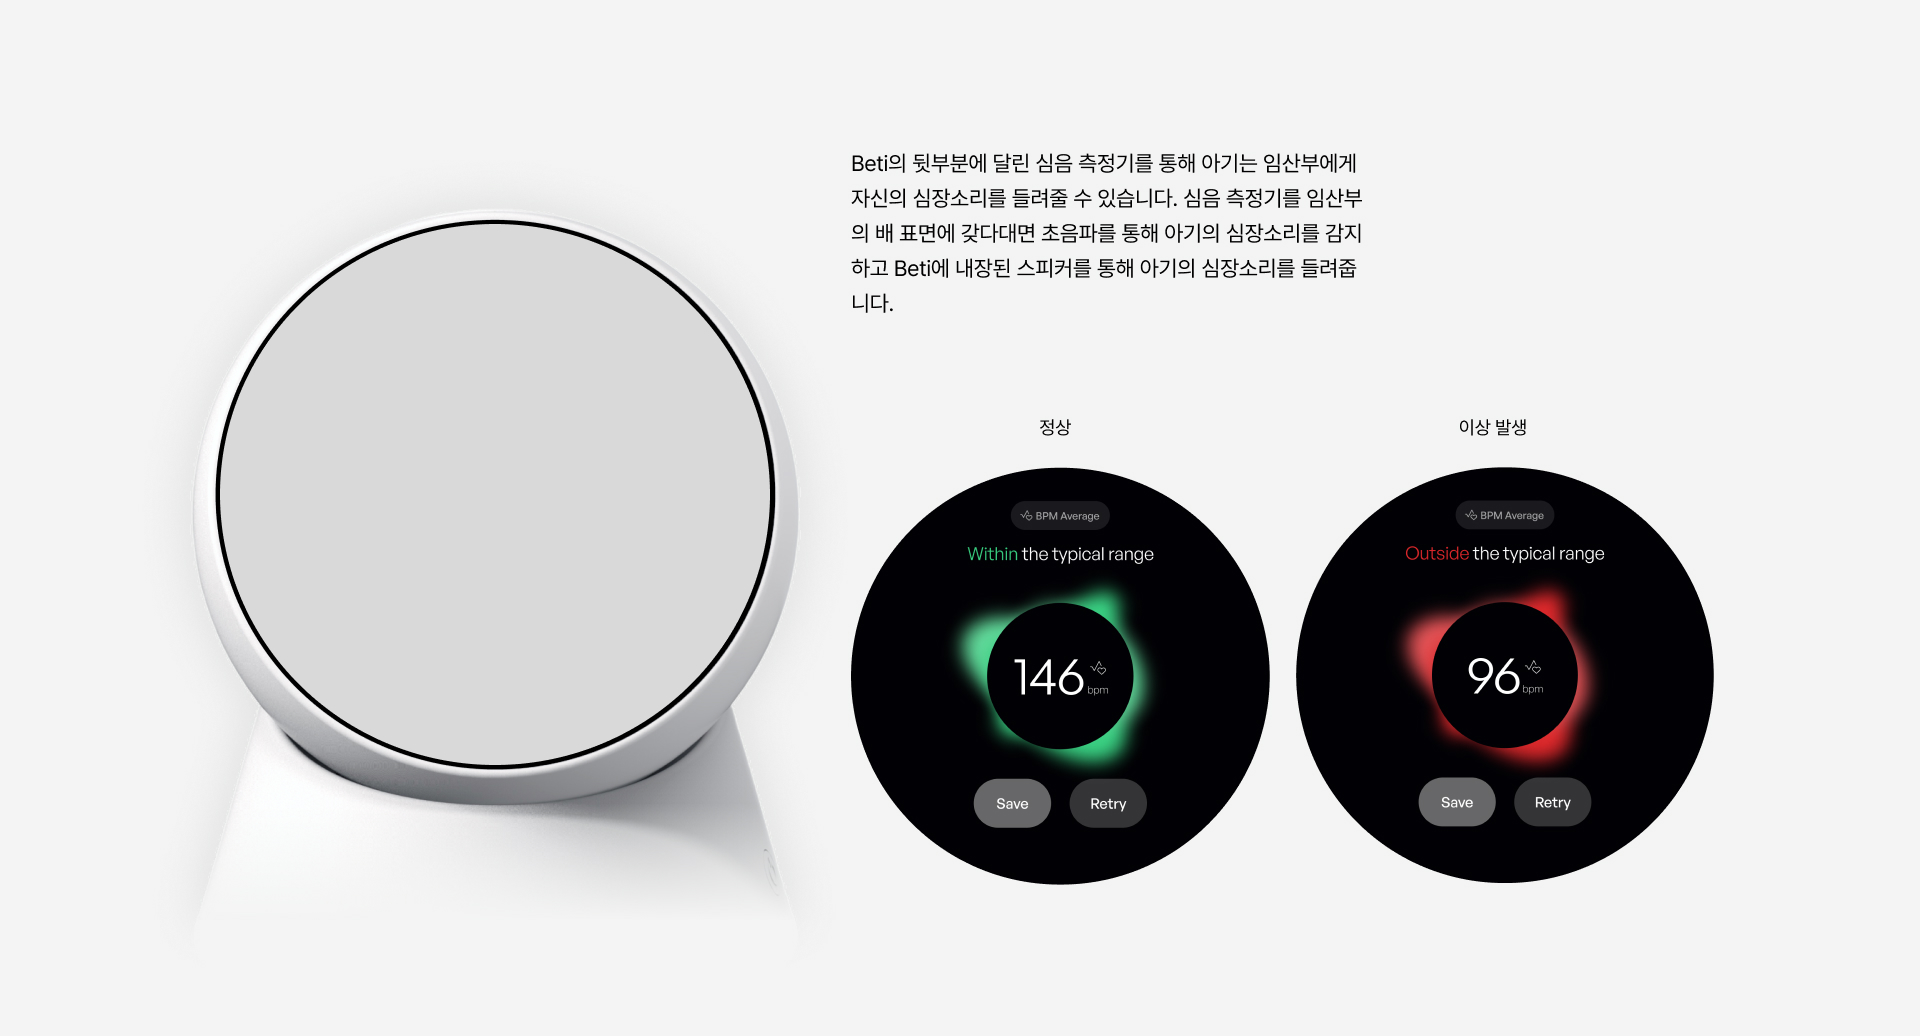 Beti의 뒷부분에 달린 심음 측정기를 통해 아기는 임산부에게
자신의 심장소리를 들려줄 수 있습니다. 심음 측정기를 임산부
의 배 표면에 갖다대면 초음파를 통해 아기의 심장소리를 감지
하고 Beti에 내장된 스피커를 통해 아기의 심장소리를 들려줍
니다.
정상
BPM Average
Within the typical range
146
bpm
Save
Retry
이상 발생
BPM Average
Outside the typical range
96
bpm
Save
Retry